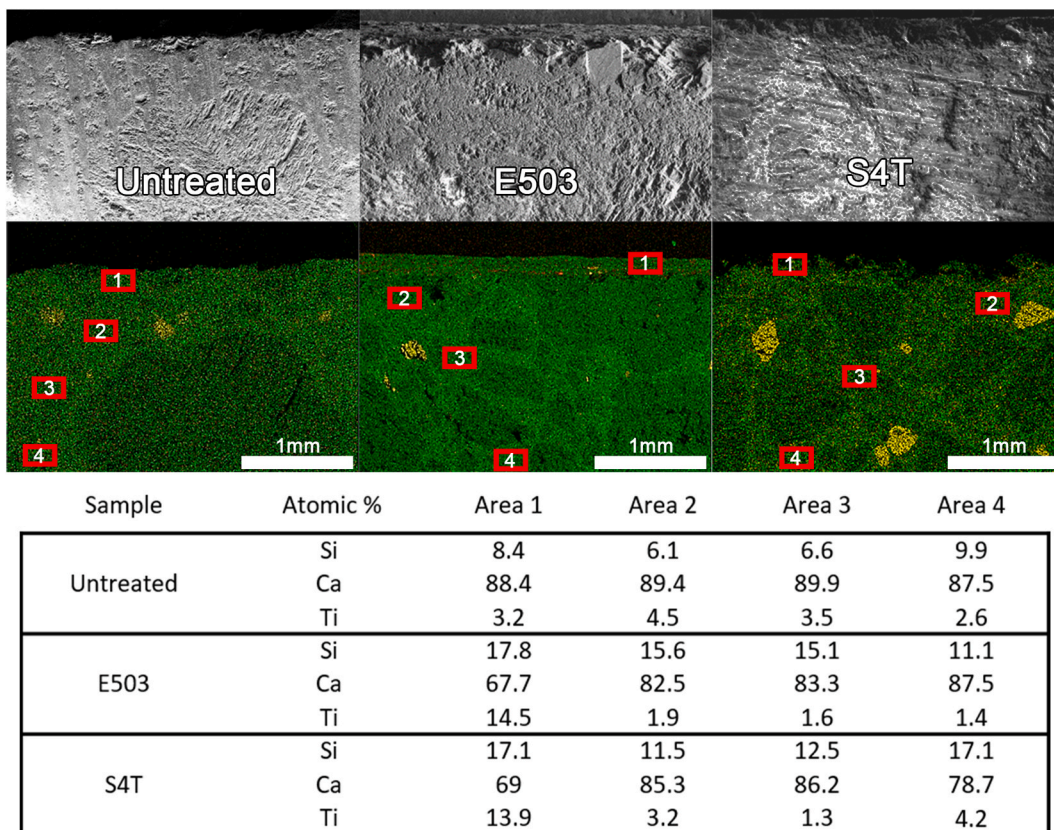 Untreated E503 S4T
1 1 1
2 2 2
3 3 3
4 4 4
1mm 1mm 1mm
Sample Atomic % Area 1 Area 2 Area 3 Area 4
Si 8.4 6.1 6.6 9.9
Untreated Ca 88.4 89.4 89.9 87.5
Ti 3.2 4.5 3.5 2.6
Si 17.8 15.6 15.1 11.1
E503 Ca 67.7 82.5 83.3 87.5
Ti 14.5 1.9 1.6 1.4
Si 17.1 11.5 12.5 17.1
S4T Ca 69 85.3 86.2 78.7
Ti 13.9 3.2 1.3 4.2